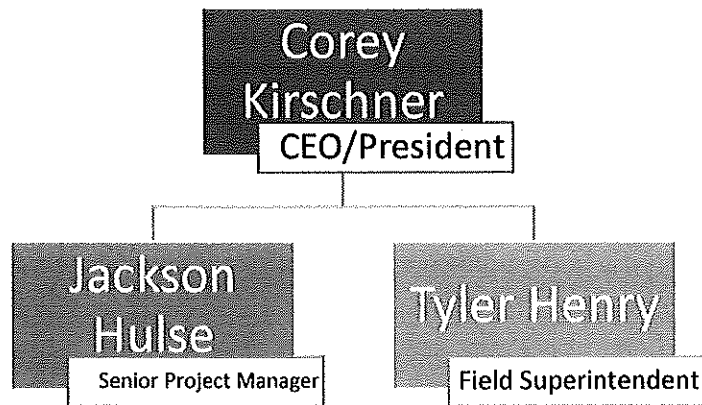 Corey
Kirschner
CEO/President
Jackson
Hulse
Senior Project Manager
Tyler Henry
Field Superintendent